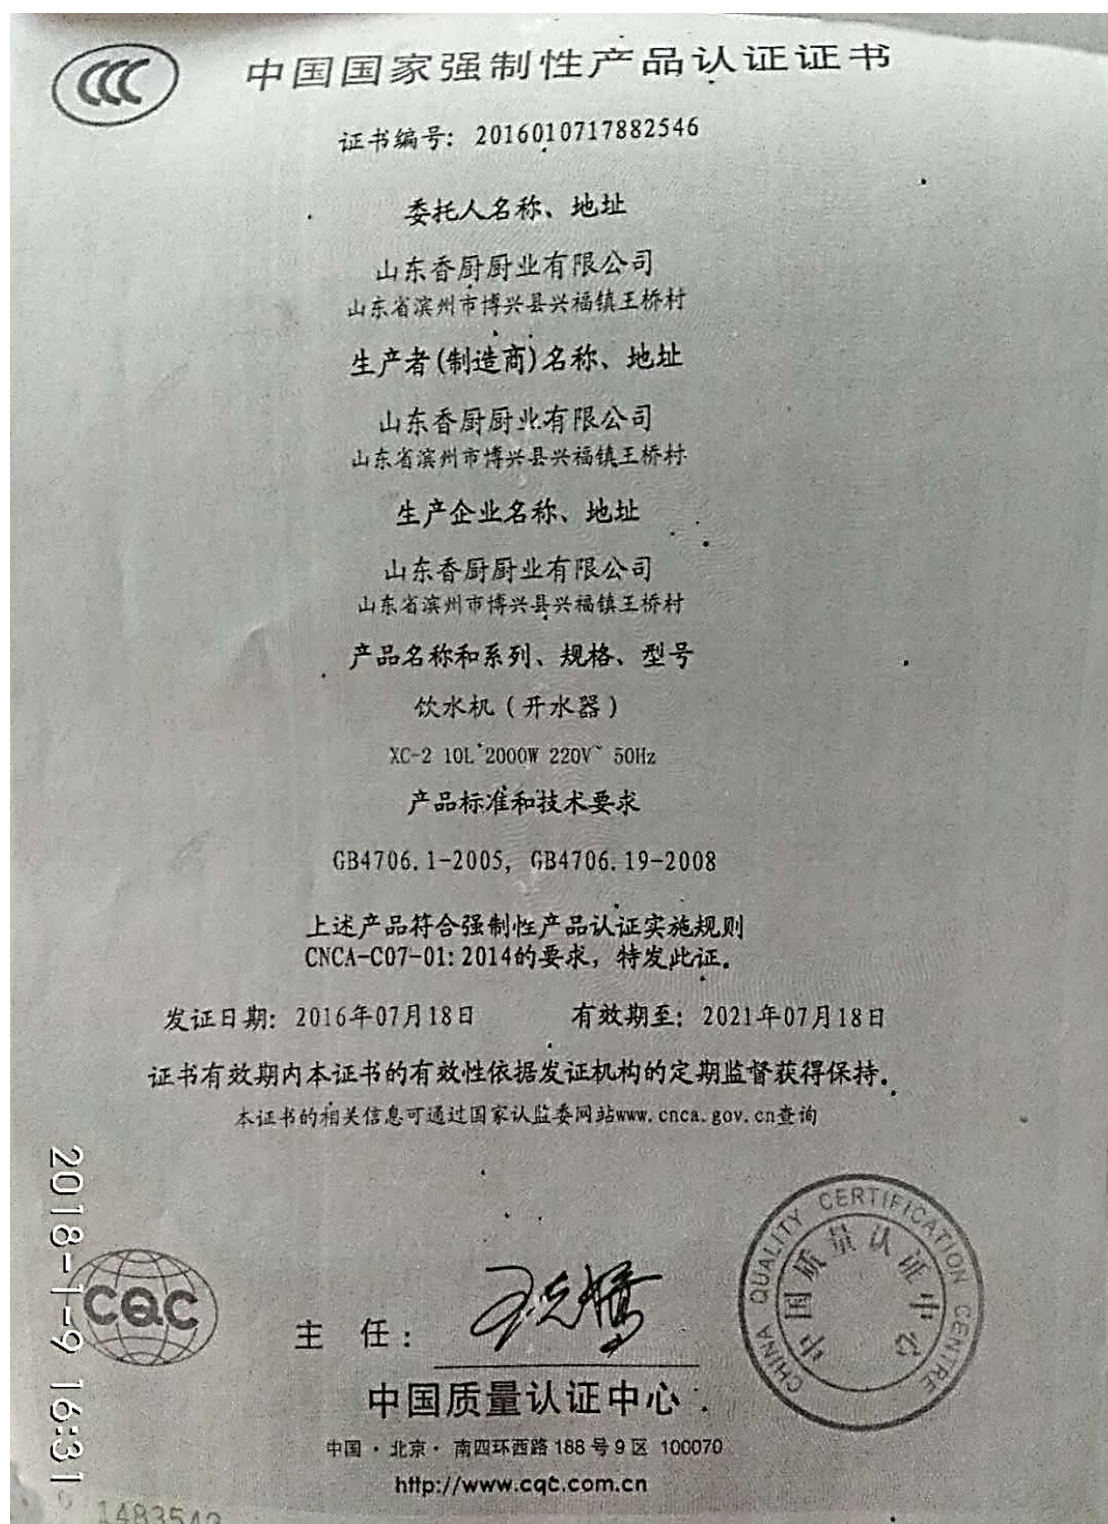 CCC
中国国家强制性产品认证证书
证书编号: 2016010717882546
委托人名称、地址
山东香厨厨业有限公司
山东省滨州市博兴县兴福镇王桥村
生产者(制造商)名称、地址
山东香厨厨业有限公司
山东省滨州市博兴县兴福镇王桥村
生产企业名称、地址
山东香厨厨业有限公司
山东省滨州市博兴县兴福镇王桥村
产品名称和系列、规格、型号
饮水机（开水器）
XC-2 10L 2000W 220V~ 50Hz
产品标准和技术要求
GB4706.1-2005, GB4706.19-2008
上述产品符合强制性产品认证实施规则
CNCA-C07-01:2014的要求，特发此证。
发证日期: 2016年07月18日 有效期至: 2021年07月18日
证书有效期内本证书的有效性依据发证机构的定期监督获得保持。
本证书的相关信息可通过国家认监委网站www.cnca.gov.cn查询
2018-1-9 16:31
CQC
主 任:
CHINA QUALITY CERTIFICATION CENTRE
中国质量认证中心
中国质量认证中心
中国·北京·南四环西路188号9区 100070
http://www.cqc.com.cn